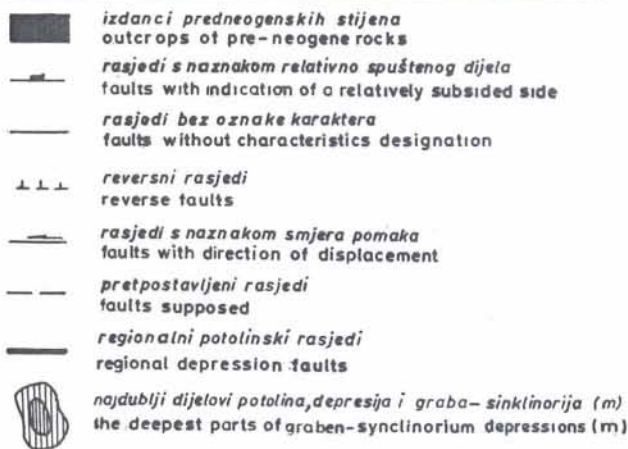 izdanci predneogenskih stijena
outcrops of pre-neogene rocks
rasjedi s naznakom relativno spuštenog dijela
faults with indication of a relatively subsided side
rasjedi bez oznake karaktera
faults without characteristics designation
reversni rasjedi
reverse faults
rasjedi s naznakom smjera pomaka
faults with direction of displacement
pretpostavljeni rasjedi
faults supposed
regionalni potolinski rasjedi
regional depression faults
najdublji dijelovi potolina, depresija i graba-sinklinorija (m)
the deepest parts of graben-synclinorium depressions (m)